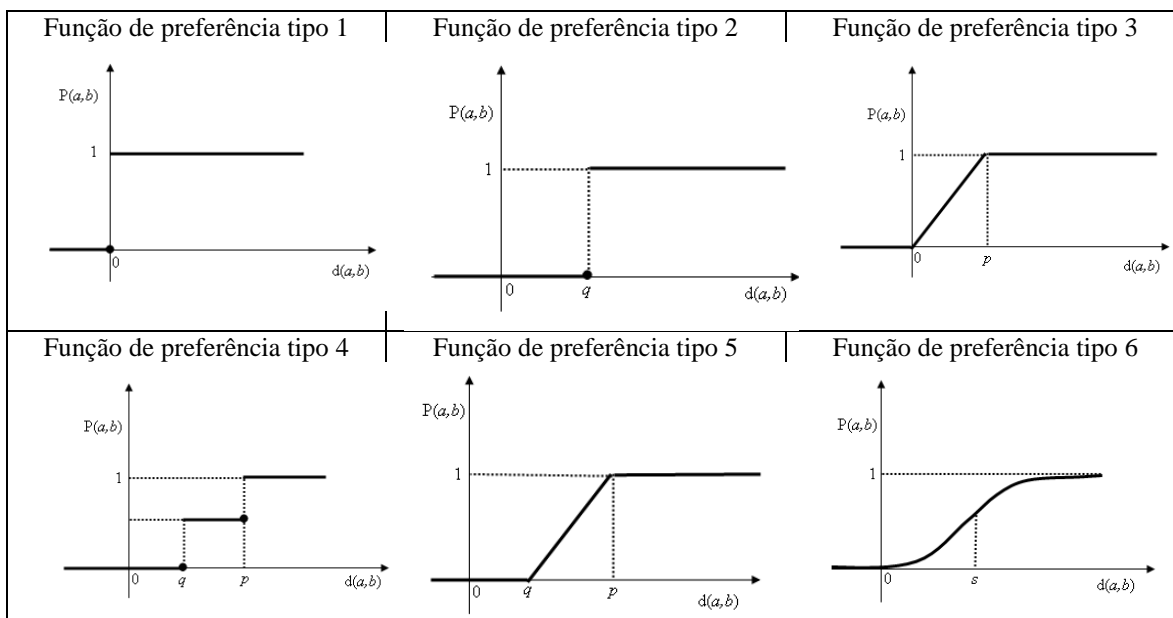 Função de preferência tipo 1
P(a,b)
1
0
d(a,b)
Função de preferência tipo 2
P(a,b)
1
0
q
d(a,b)
Função de preferência tipo 3
P(a,b)
1
0
p
d(a,b)
Função de preferência tipo 4
P(a,b)
1
0
q
p
d(a,b)
Função de preferência tipo 5
P(a,b)
1
0
q
p
d(a,b)
Função de preferência tipo 6
P(a,b)
1
0
s
d(a,b)